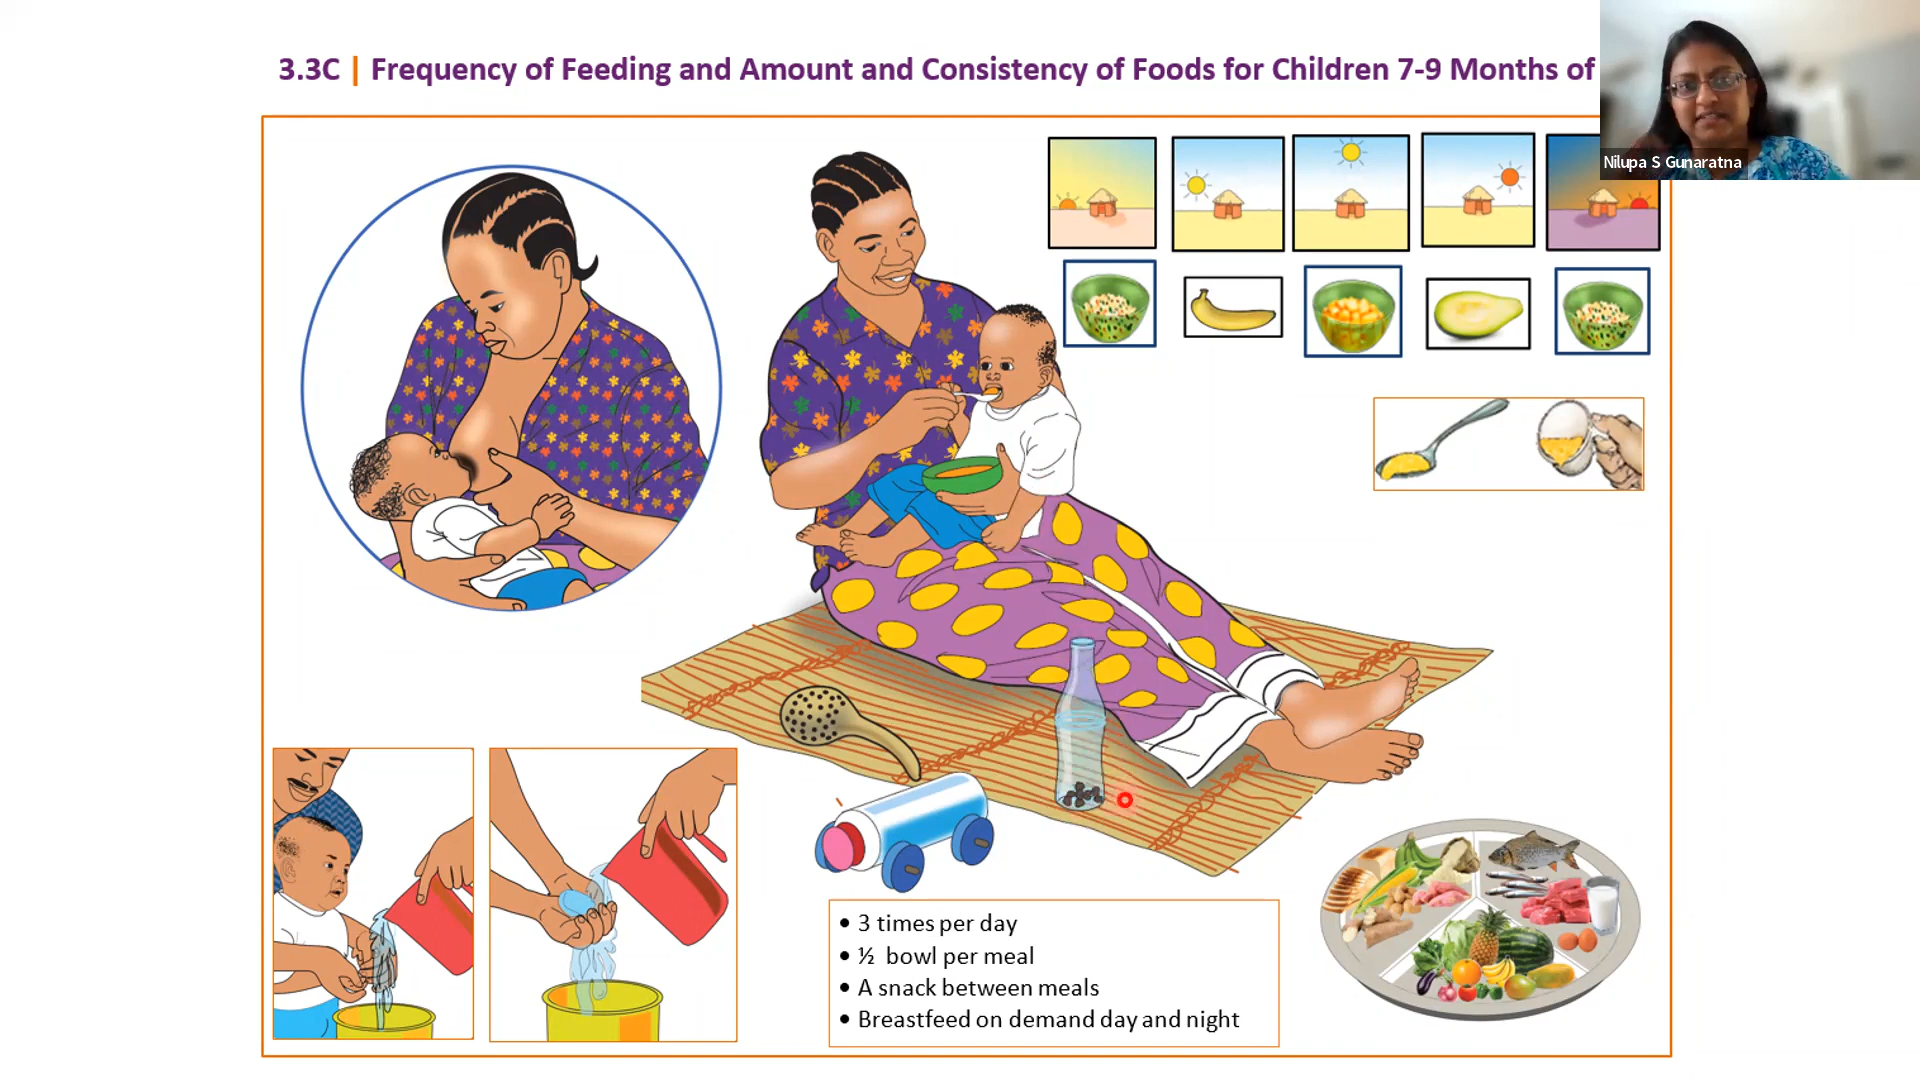 3.3C | Frequency of Feeding and Amount and Consistency of Foods for Children 7-9 Months of
Nilupa S Gunaratna
• 3 times per day
• ½ bowl per meal
• A snack between meals
• Breastfeed on demand day and night